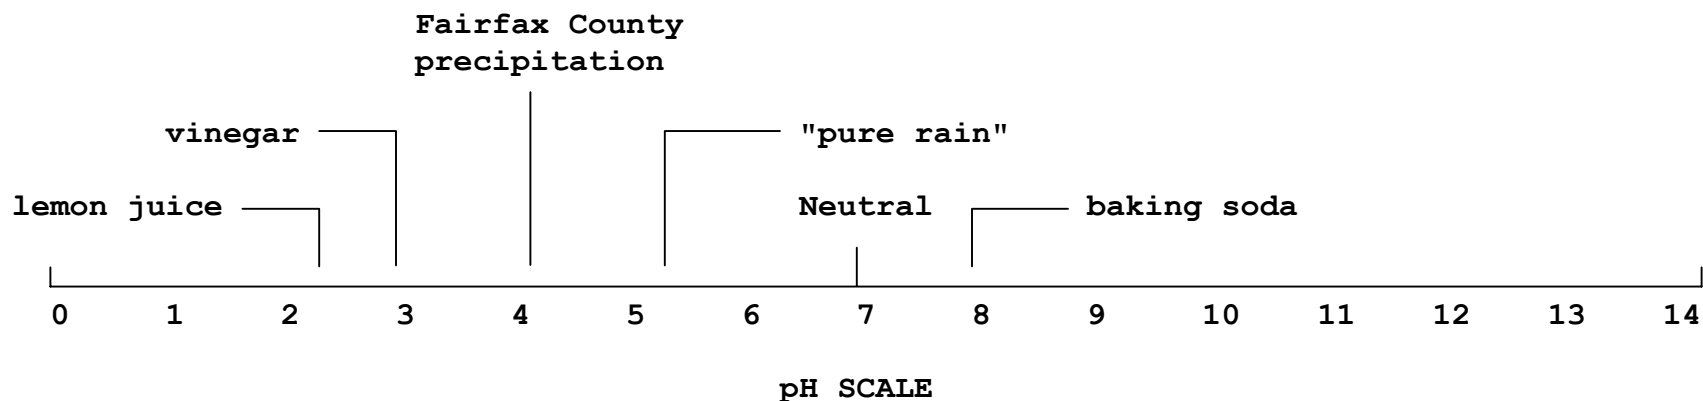 Fairfax County
precipitation
vinegar "pure rain"
lemon juice Neutral baking soda
0 1 2 3 4 5 6 7 8 9 10 11 12 13 14
pH SCALE